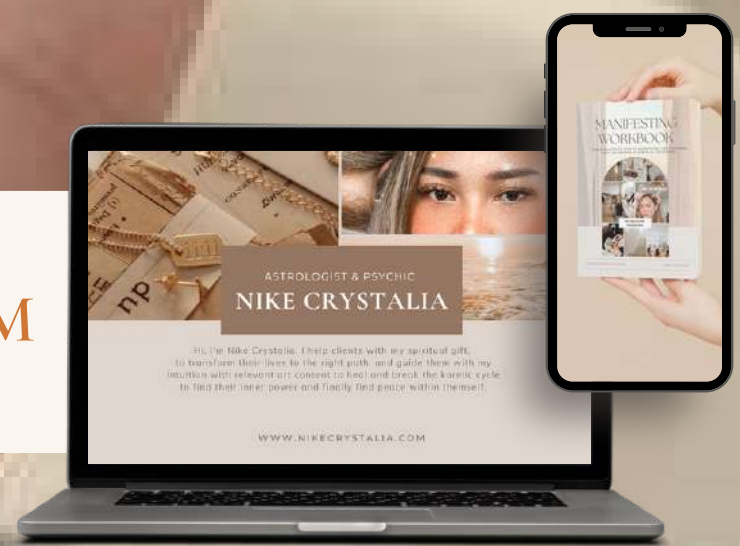 M
ASTROLOGIST & PSYCHIC
NIKE CRYSTALIA
Hi, I'm Nike Crystalia. I help clients with my spiritual gift,
to transform their lives to the right path, and guide them with my
intuition with relevant art content to heal and break the karmic cycle
to find their inner power and finally find peace within themself.
WWW.NIKECRYSTALIA.COM
MANIFESTING
WORKBOOK